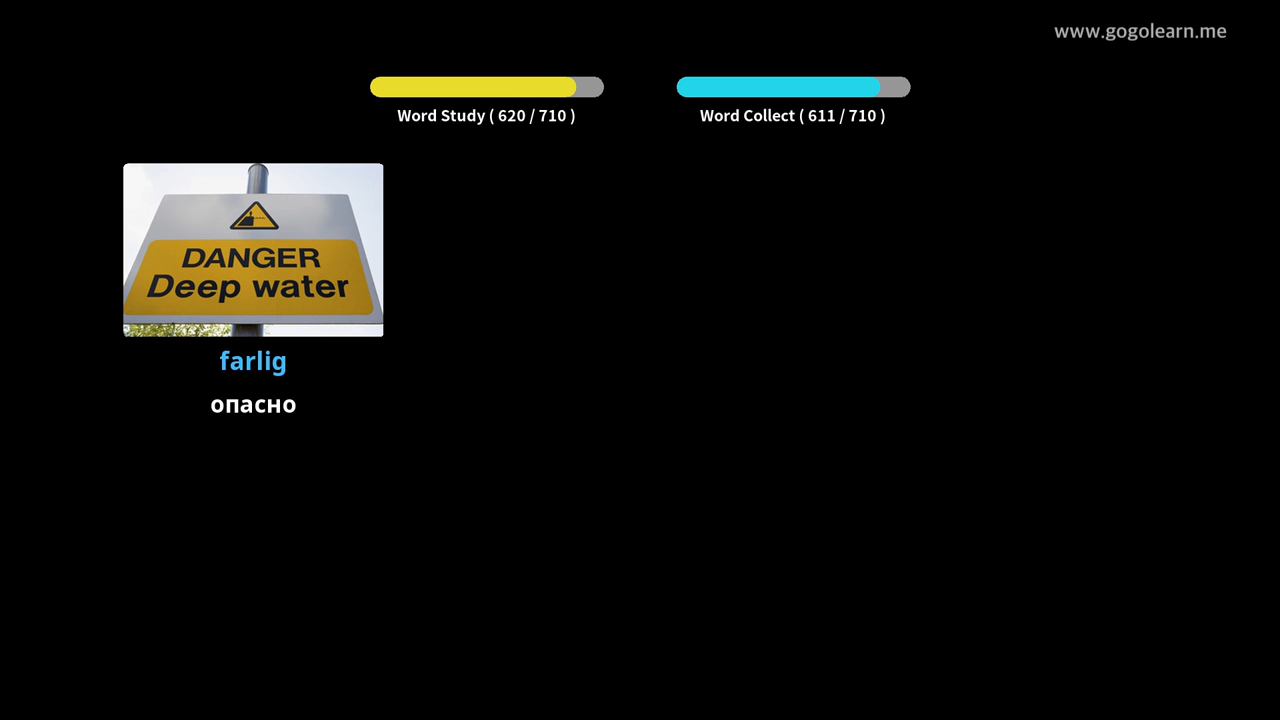 www.gogolearn.me
Word Study ( 620 / 710 )
Word Collect ( 611 / 710 )
DANGER
Deep water
farlig
опасно